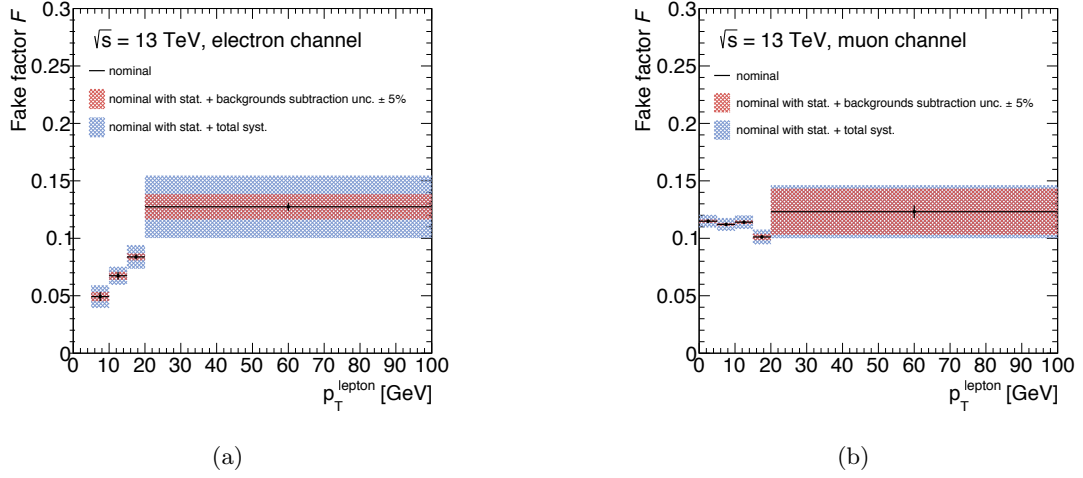 Fake factor F
0.3
0.25
0.2
0.15
0.1
0.05
0
√s = 13 TeV, electron channel
nominal
nominal with stat. + backgrounds subtraction unc. ± 5%
nominal with stat. + total syst.
0 10 20 30 40 50 60 70 80 90 100
p_T^lepton [GeV]
(a)
Fake factor F
0.3
0.25
0.2
0.15
0.1
0.05
0
√s = 13 TeV, muon channel
nominal
nominal with stat. + backgrounds subtraction unc. ± 5%
nominal with stat. + total syst.
0 10 20 30 40 50 60 70 80 90 100
p_T^lepton [GeV]
(b)